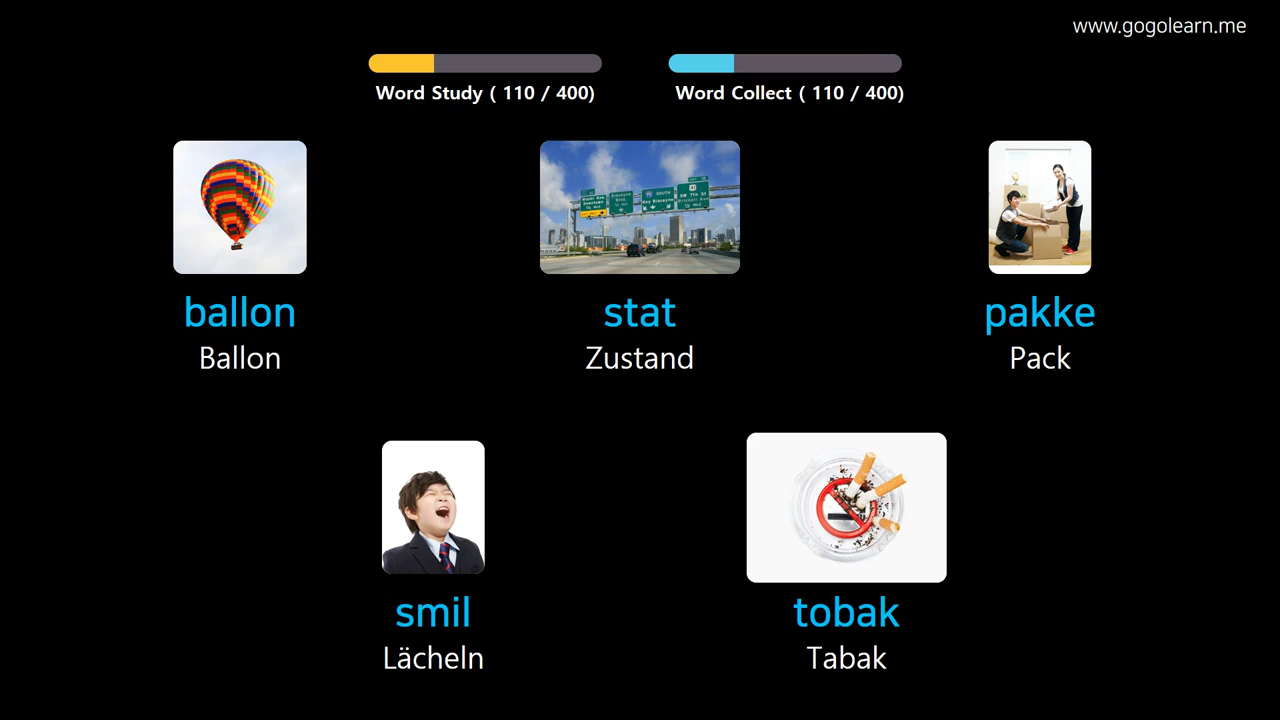 www.gogolearn.me
Word Study ( 110 / 400)
Word Collect ( 110 / 400)
ballon
Ballon
stat
Zustand
pakke
Pack
smil
Lächeln
tobak
Tabak